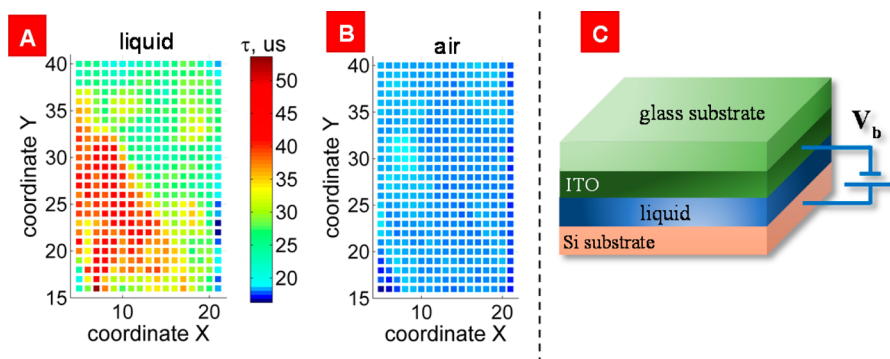 A
liquid
τ, us
B
air
C
40
35
30
25
20
15
coordinate Y
10
20
coordinate X
50
45
40
35
30
25
20
40
35
30
25
20
15
coordinate Y
10
20
coordinate X
glass substrate
ITO
liquid
Si substrate
Vb